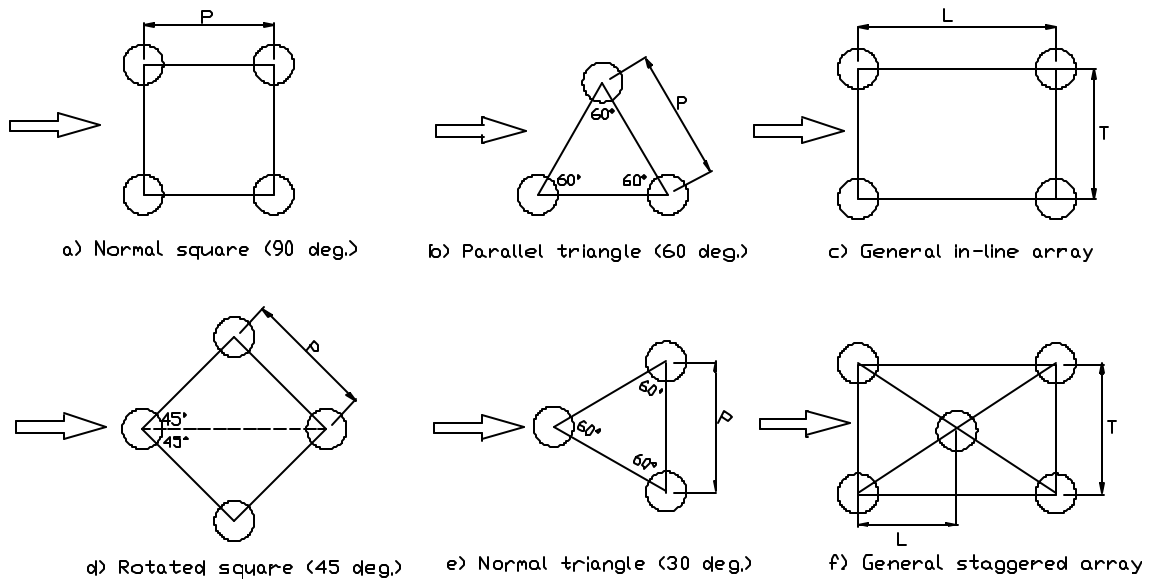 P
a) Normal square (90 deg.)
P
60°
60°
60°
b) Parallel triangle (60 deg.)
L
T
c) General in-line array
P
45°
45°
d) Rotated square (45 deg.)
60°
60°
60°
P
e) Normal triangle (30 deg.)
T
L
f) General staggered array